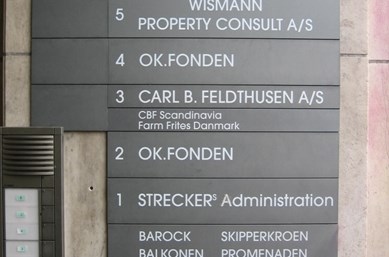 5 WISMANN
PROPERTY CONSULT A/S
4 OK.FONDEN
3 CARL B. FELDTHUSEN A/S
CBF Scandinavia
Farm Frites Danmark
2 OK.FONDEN
1 STRECKERS Administration
BAROCK SKIPPERKROEN
BALKONEN PROMENADEN